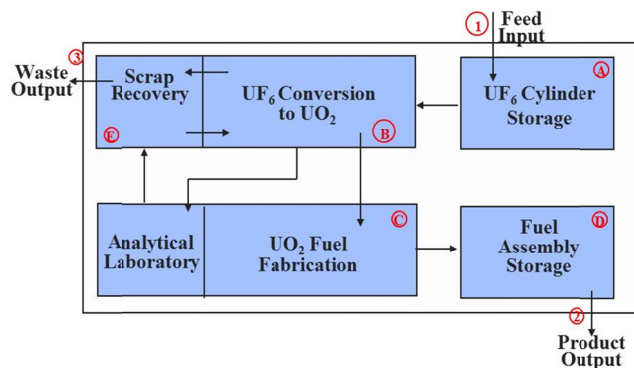 1
Feed
Input
3
Waste
Output
Scrap
Recovery
E
UF₆ Conversion
to UO₂
B
A
UF₆ Cylinder
Storage
Analytical
Laboratory
C
UO₂ Fuel
Fabrication
D
Fuel
Assembly
Storage
2
Product
Output